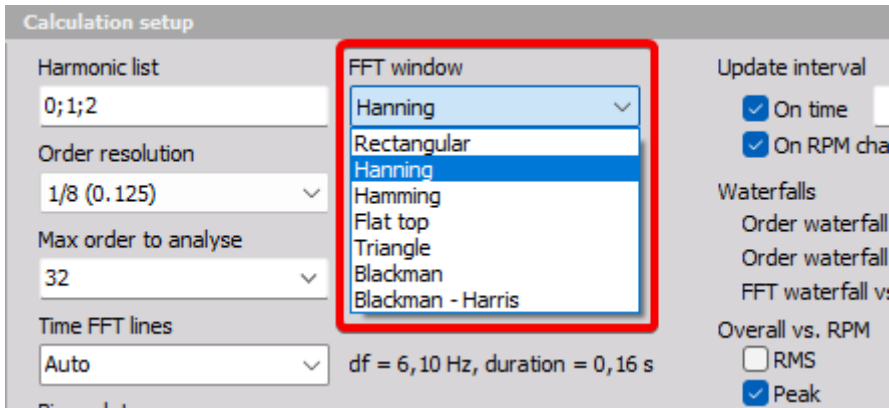 Calculation setup
Harmonic list
0;1;2
Order resolution
1/8 (0.125)
Max order to analyse
32
Time FFT lines
Auto
FFT window
Hanning
Rectangular
Hanning
Hamming
Flat top
Triangle
Blackman
Blackman - Harris
df = 6,10 Hz, duration = 0,16 s
Update interval
On time
On RPM cha
Waterfalls
Order waterfall
Order waterfall
FFT waterfall vs
Overall vs. RPM
RMS
Peak